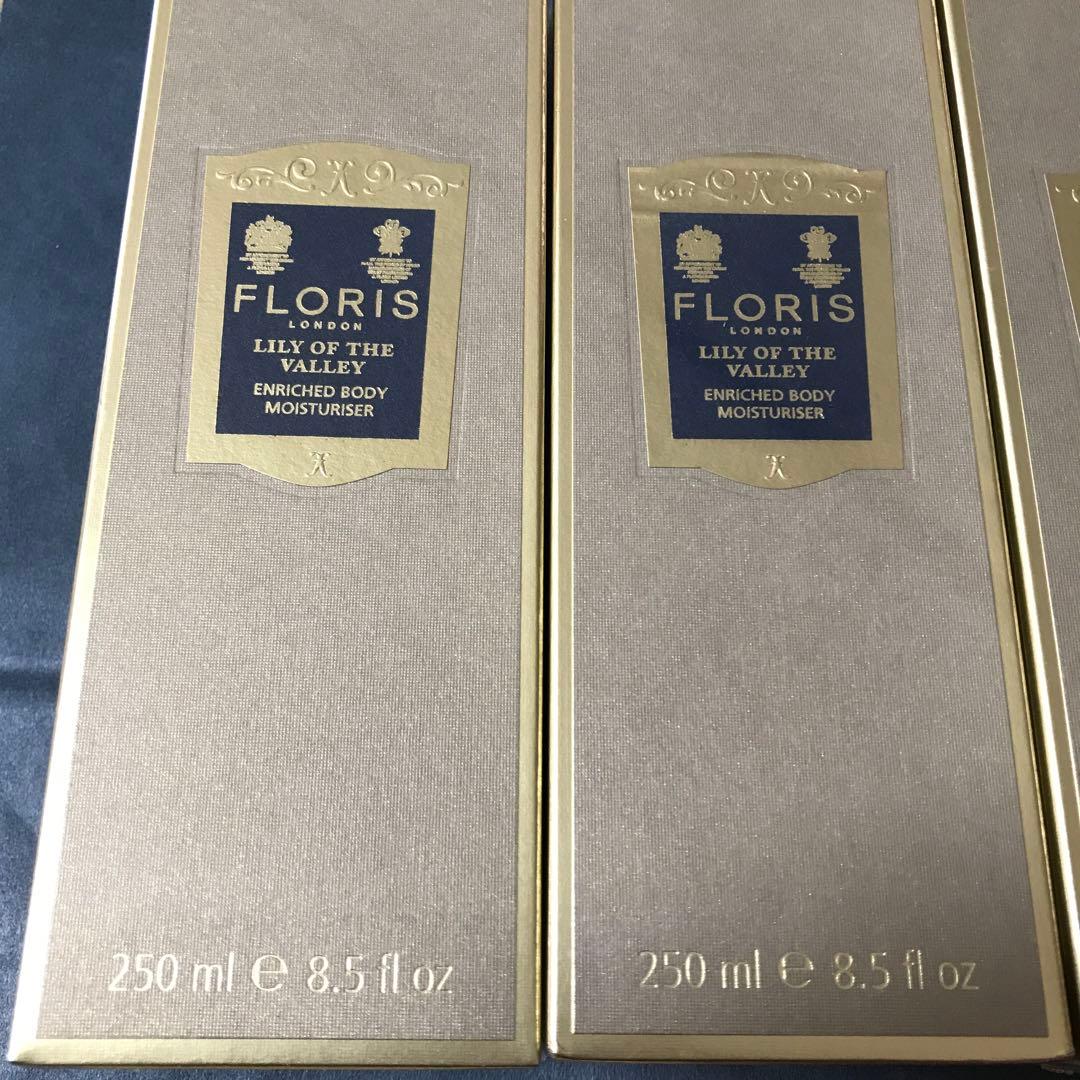 FLORIS
LONDON
LILY OF THE
VALLEY
ENRICHED BODY
MOISTURISER
250 ml e 8.5 fl oz
FLORIS
LONDON
LILY OF THE
VALLEY
ENRICHED BODY
MOISTURISER
250 ml e 8.5 fl oz